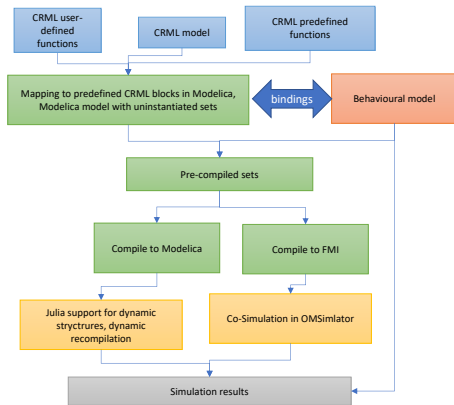 CRML user-
defined
functions
CRML model
CRML predefined
functions
Mapping to predefined CRML blocks in Modelica,
Modelica model with uninstantiated sets
bindings
Behavioural model
Pre-compiled sets
Compile to Modelica
Compile to FMI
Julia support for dynamic
stryctrures, dynamic
recompilation
Co-Simulation in OMSimlator
Simulation results